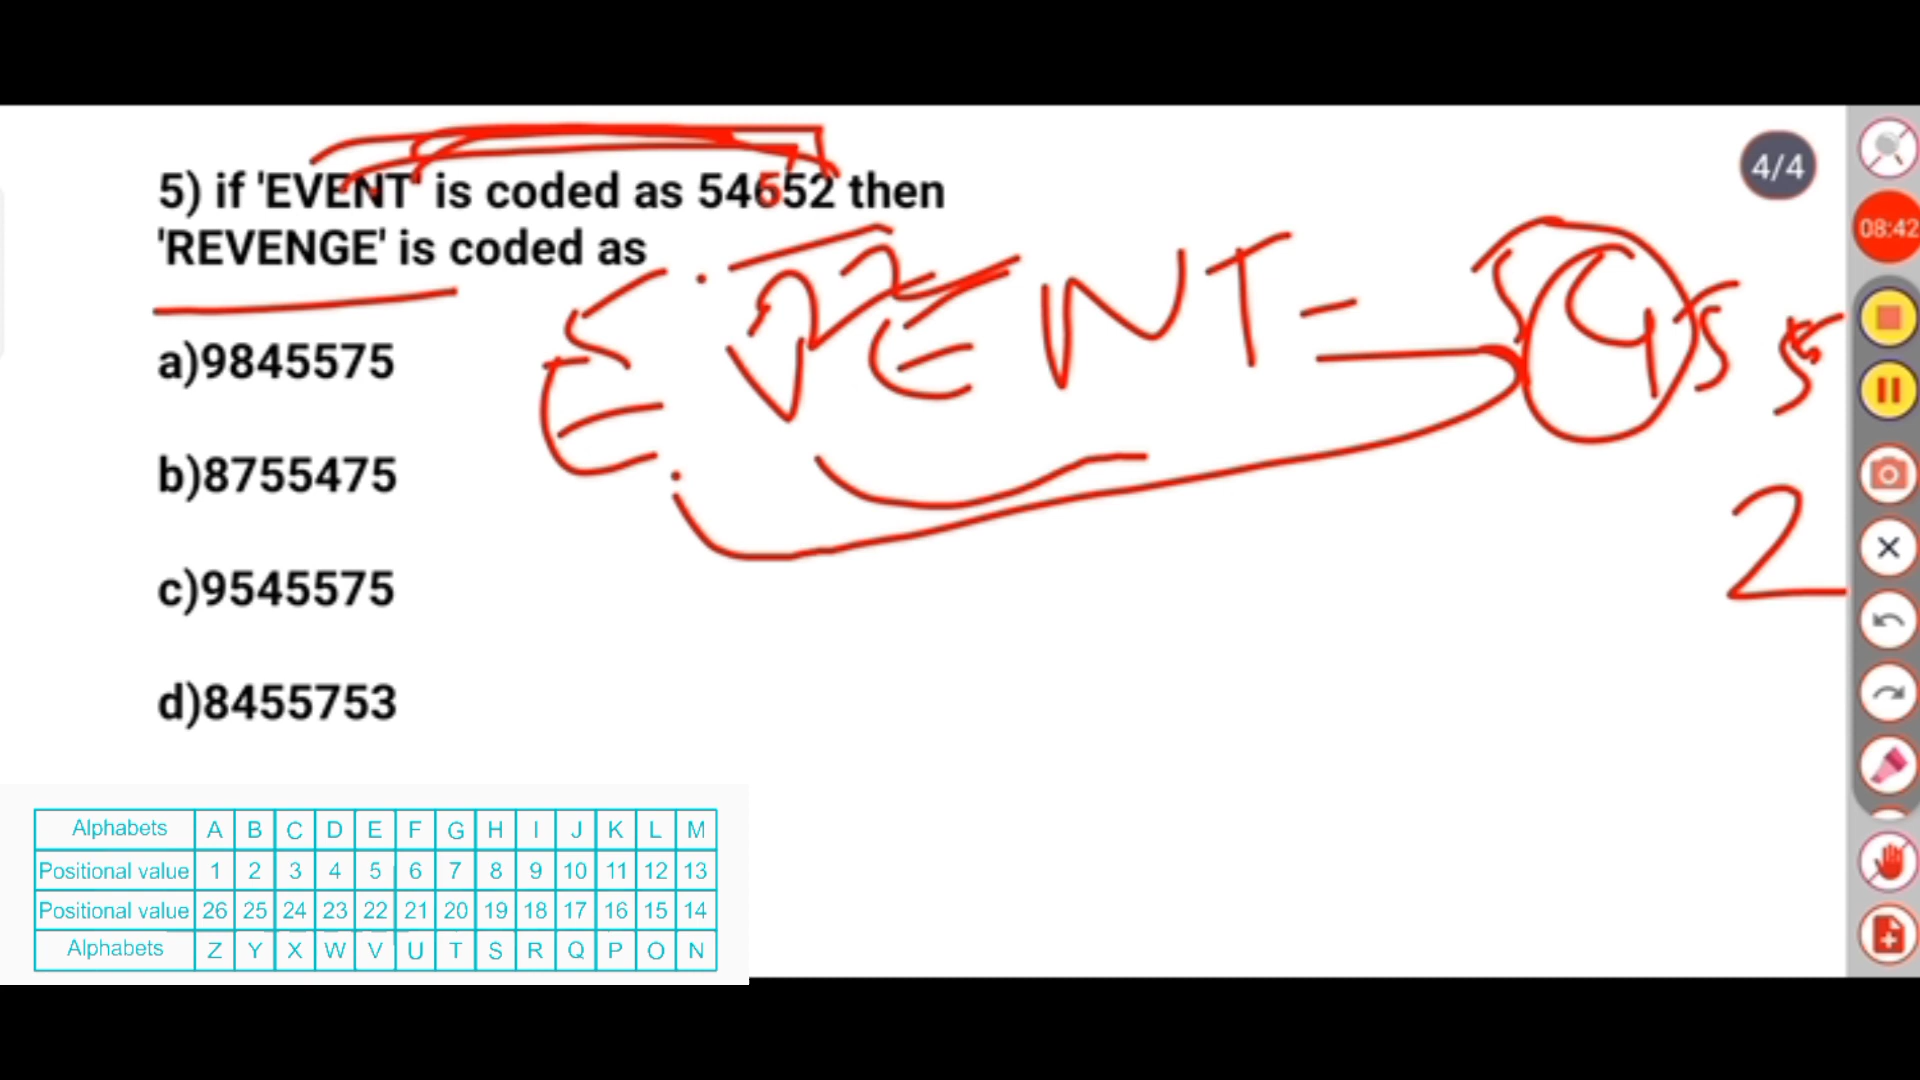 5) if 'EVENT' is coded as 54552 then
4/4
'REVENGE' is coded as
08:42
EVENT = 5455
2
a)9845575
b)8755475
c)9545575
d)8455753
Alphabets A B C D E F G H I J K L M
Positional value 1 2 3 4 5 6 7 8 9 10 11 12 13
Positional value 26 25 24 23 22 21 20 19 18 17 16 15 14
Alphabets Z Y X W V U T S R Q P O N